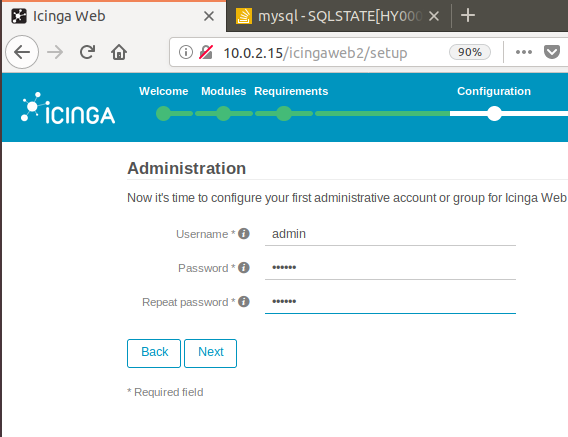 Icinga Web
mysql - SQLSTATE[HY000
10.0.2.15/icingaweb2/setup
90%
ICINGA
Welcome Modules Requirements Configuration
Administration
Now it's time to configure your first administrative account or group for Icinga Web
Username *
admin
Password *
••••••
Repeat password *
••••••
Back Next
* Required field